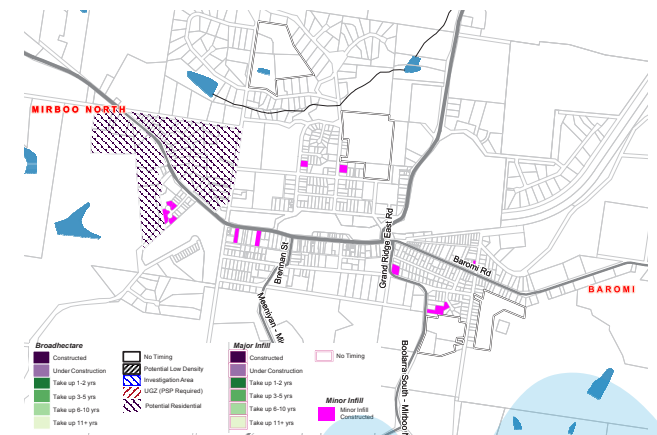 MIRBOO NORTH
Grand Ridge East Rd
Brennan St
Baromi Rd
BAROMI
Meeniyan - Mi
Boolarra South - Mirboo
Broadhectare
Constructed
Under Construction
Take up 1-2 yrs
Take up 3-5 yrs
Take up 6-10 yrs
Take up 11+ yrs
No Timing
Potential Low Density
Investigation Area
UGZ (PSP Required)
Potential Residential
Major Infill
Constructed
Under Construction
Take up 1-2 yrs
Take up 3-5 yrs
Take up 6-10 yrs
Take up 11+ yrs
No Timing
Minor Infill
Minor Infill
Constructed